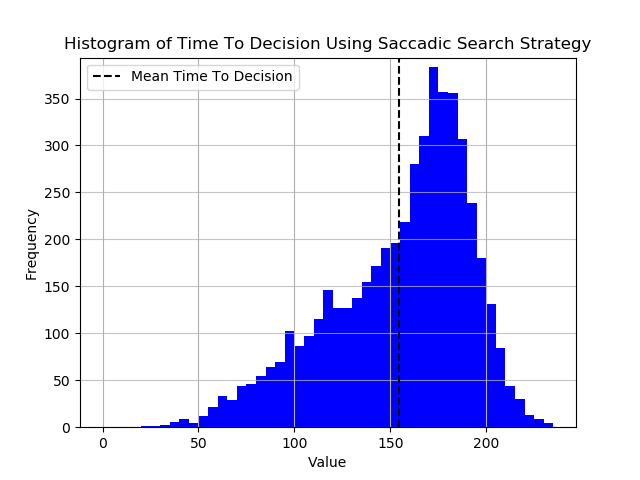 Histogram of Time To Decision Using Saccadic Search Strategy
Mean Time To Decision
350
300
250
200
150
100
50
0
Frequency
0 50 100 150 200
Value